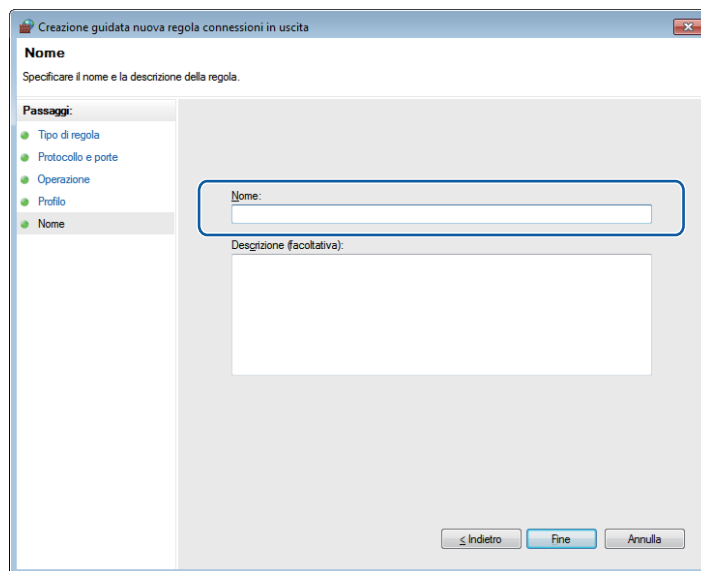 Creazione guidata nuova regola connessioni in uscita
Nome
Specificare il nome e la descrizione della regola.
Passaggi:
Tipo di regola
Protocollo e porte
Operazione
Profilo
Nome
Nome:
Descrizione (facoltativa):
< Indietro
Fine
Annulla